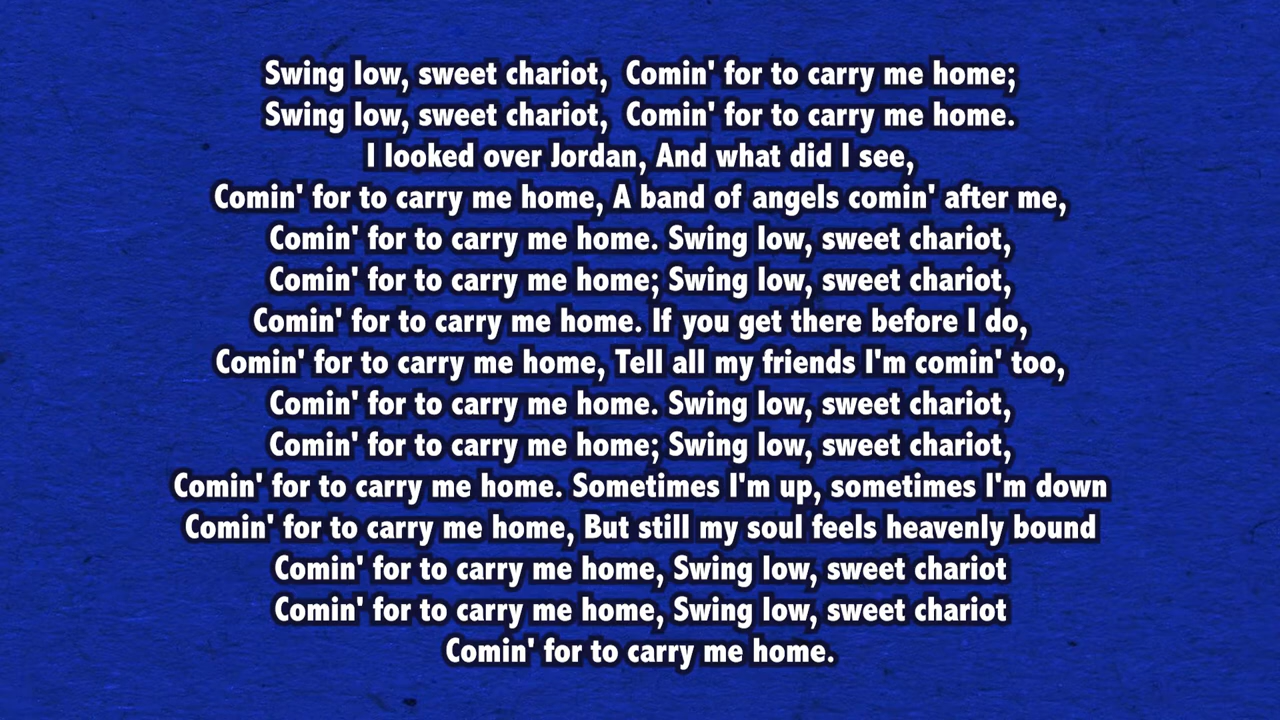 Swing low, sweet chariot,  Comin' for to carry me home;
Swing low, sweet chariot,  Comin' for to carry me home.
I looked over Jordan, And what did I see,
Comin' for to carry me home, A band of angels comin' after me,
Comin' for to carry me home. Swing low, sweet chariot,
Comin' for to carry me home; Swing low, sweet chariot,
Comin' for to carry me home. If you get there before I do,
Comin' for to carry me home, Tell all my friends I'm comin' too,
Comin' for to carry me home. Swing low, sweet chariot,
Comin' for to carry me home; Swing low, sweet chariot,
Comin' for to carry me home. Sometimes I'm up, sometimes I'm down
Comin' for to carry me home, But still my soul feels heavenly bound
Comin' for to carry me home, Swing low, sweet chariot
Comin' for to carry me home, Swing low, sweet chariot
Comin' for to carry me home.